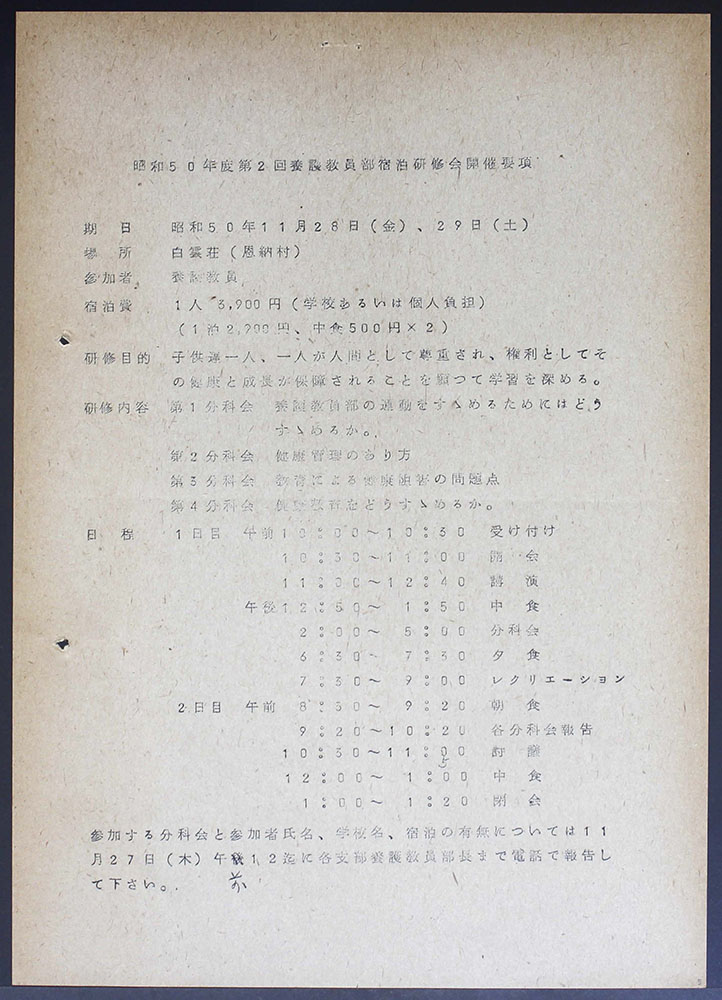 昭和50年度第2回養護教員部宿泊研修会開催要項
期　日　昭和50年11月28日（金）、29日（土）
場　所　白雲荘（恩納村）
参加者　養護教員
宿泊費　1人　3,900円（学校あるいは個人負担）
（1泊2,900円、中食500円×2）
研修目的　子供達一人、一人が人間として尊重され、権利としてそ
の健康と成長が保障されることを願つて学習を深める。
研修内容　第1分科会　養護教員部の運動をすゝめるためにはどう
すゝめるか。
第2分科会　健康管理のあり方
第3分科会　教育による健康破害の問題点
第4分科会　健康教育をどうすゝめるか。
日　程　1日目　午前10：00〜10：30　受け付け
10：30〜11：00　開　会
11：00〜12：40　講　演
午後12：50〜1：50　中　食
2：00〜5：00　分科会
6：30〜7：30　夕　食
7：30〜9：00　レクリエーション
2日目　午前　8：30〜9：20　朝　食
9：20〜10：20　各分科会報告
10：30〜11：50　討　議
12：00〜1：00　中　食
1：00〜1：20　閉　会
参加する分科会と参加者氏名、学校名、宿泊の有無については11
月27日（木）午前12迄に各支部養護教員部長まで電話で報告し
て下さい。